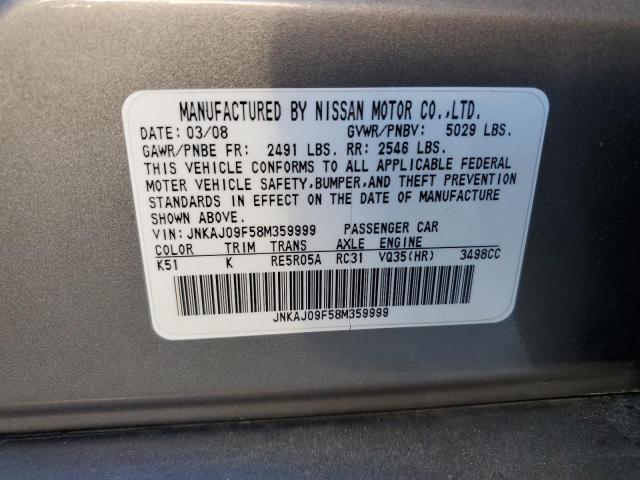 MANUFACTURED BY NISSAN MOTOR CO.,LTD.
DATE: 03/08 GVWR/PNBV: 5029 LBS.
GAWR/PNBE FR: 2491 LBS. RR: 2546 LBS.
THIS VEHICLE CONFORMS TO ALL APPLICABLE FEDERAL
MOTOR VEHICLE SAFETY,BUMPER,AND THEFT PREVENTION
STANDARDS IN EFFECT ON THE DATE OF MANUFACTURE
SHOWN ABOVE.
VIN: JNKAJ09F58M359999 PASSENGER CAR
COLOR TRIM TRANS AXLE ENGINE
K51 K RE5R05A RC31 VQ35(HR) 3498CC
JNKAJ09F58M359999